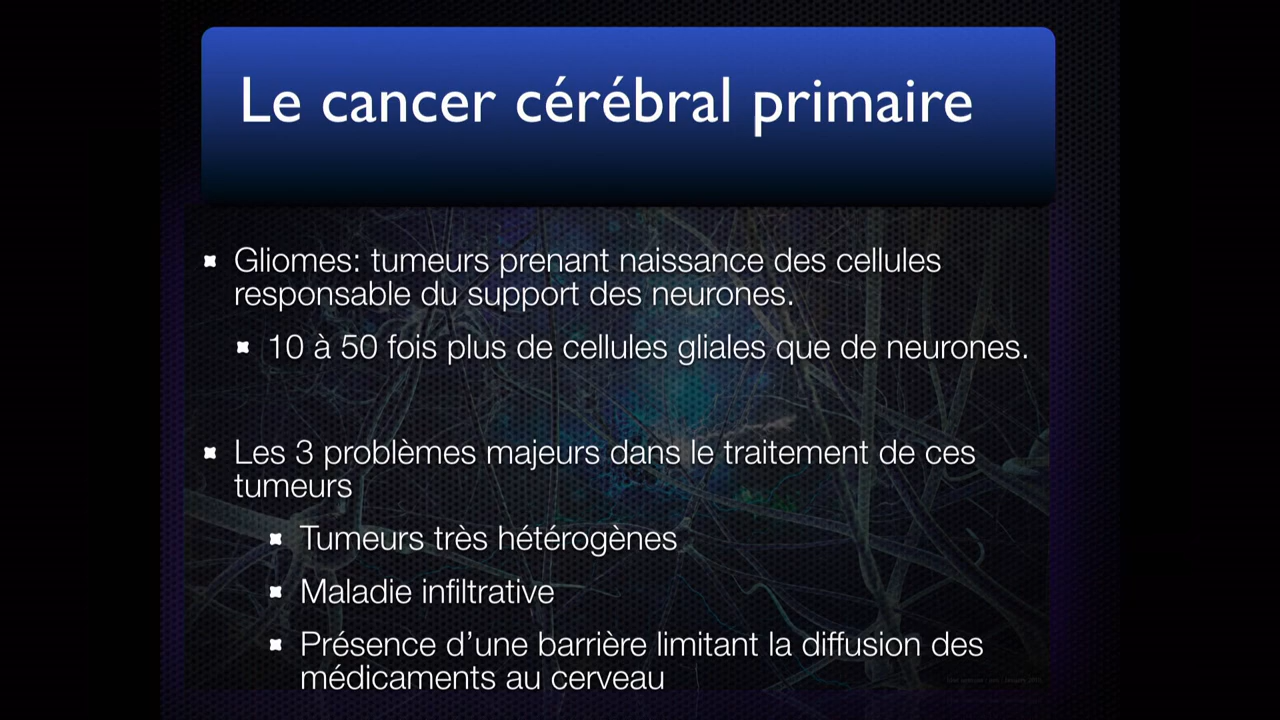 Le cancer cérébral primaire
Gliomes: tumeurs prenant naissance des cellules
responsable du support des neurones.
10 à 50 fois plus de cellules gliales que de neurones.
Les 3 problèmes majeurs dans le traitement de ces
tumeurs
Tumeurs très hétérogènes
Maladie infiltrative
Présence d’une barrière limitant la diffusion des
médicaments au cerveau